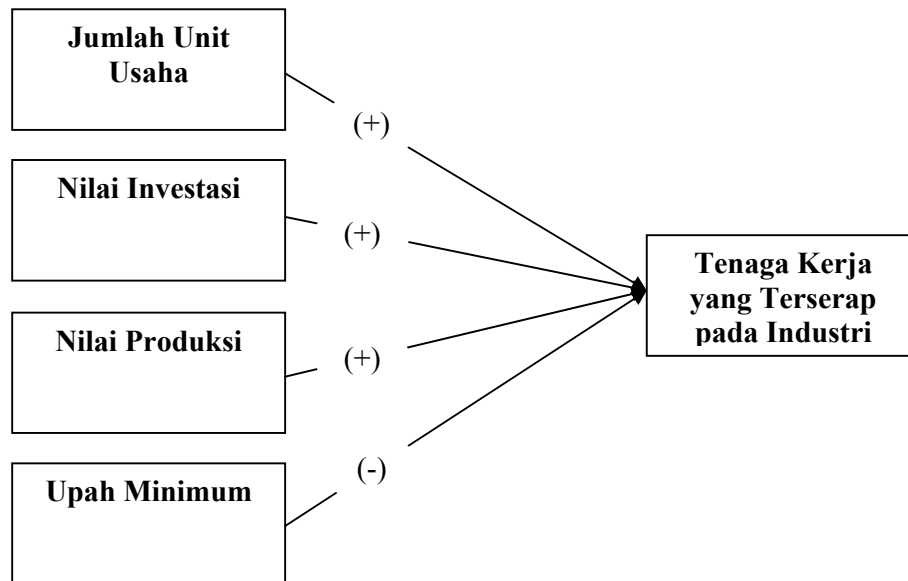 Jumlah Unit
Usaha
(+)
Nilai Investasi
(+)
Tenaga Kerja
yang Terserap
pada Industri
Nilai Produksi
(+)
Upah Minimum
(-)